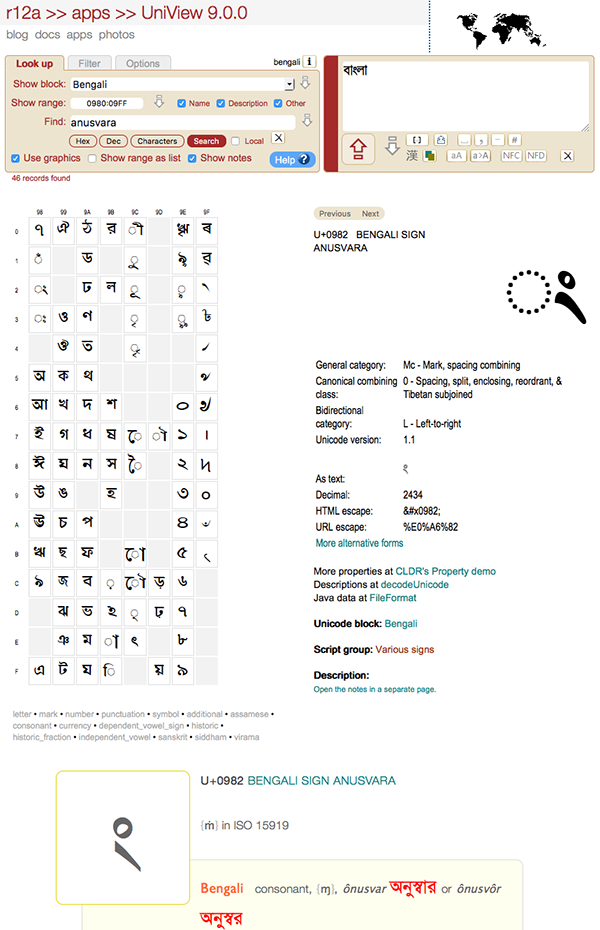 r12a >> apps >> UniView 9.0.0
blog docs apps photos
Look up Filter Options bengali i
Show block: Bengali
Show range: 0980:09FF Name Description Other
Find: anusvara
Hex Dec Characters Search Local X
Use graphics Show range as list Show notes Help ?
46 records found
বাংলা
[ ] ... , ~ #
漢 aA a>A NFC NFD X
98 99 9A 9B 9C 9D 9E 9F
0 ঀ ঐ ঠ র ী ৠ ৰ
1 ঁ ড ু ৡ ৱ
2 ং ঢ ল ূ ৢ ৲
3 ঃ ও ণ ৃ ৣ ৳
4 ঔ ত ৄ ৴
5 অ ক থ ৵
6 আ খ দ শ ০ ৶
7 ই গ ধ ষ ে ৗ ১ ৷
8 ঈ ঘ ন স ৈ ২ ৸
9 উ ঙ হ ৩ ৹
A ঊ চ প ৪ ৺
B ঋ ছ ফ ো ৫ ৻
C ঌ জ ব ় ৌ ড় ৬
D ঝ ভ ঽ ্ ঢ় ৭
E ঞ ম া ৎ ৮
F এ ট য ি য় ৯
letter • mark • number • punctuation • symbol • additional • assamese •
consonant • currency • dependent_vowel_sign • historic •
historic_fraction • independent_vowel • sanskrit • siddham • virama
Previous Next
U+0982 BENGALI SIGN
ANUSVARA
ং
General category: Mc - Mark, spacing combining
Canonical combining class: 0 - Spacing, split, enclosing, reordrant, &
Tibetan subjoined
Bidirectional category: L - Left-to-right
Unicode version: 1.1
As text: ং
Decimal: 2434
HTML escape: &#x0982;
URL escape: %E0%A6%82
More alternative forms
More properties at CLDR's Property demo
Descriptions at decodeUnicode
Java data at FileFormat
Unicode block: Bengali
Script group: Various signs
Description:
Open the notes in a separate page.
ং
U+0982 BENGALI SIGN ANUSVARA
{ṁ} in ISO 15919
Bengali consonant, {ŋ}, ônusvar অনুস্বার or ônusvôr
অনুস্বর